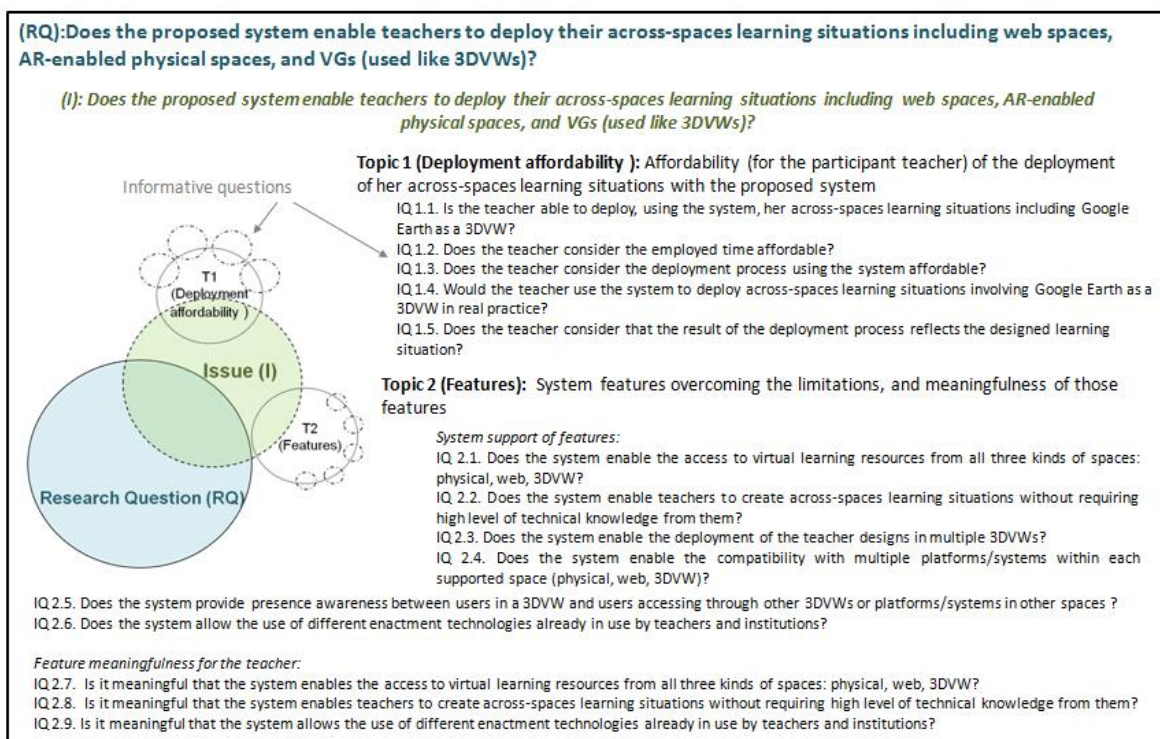 (RQ):Does the proposed system enable teachers to deploy their across-spaces learning situations including web spaces,
AR-enabled physical spaces, and VGs (used like 3DVWs)?
(I): Does the proposed system enable teachers to deploy their across-spaces learning situations including web spaces, AR-enabled
physical spaces, and VGs (used like 3DVWs)?
Informative questions
T1
(Deployment
affordability )
Issue (I)
T2
(Features)
Research Question (RQ)
Topic 1 (Deployment affordability ): Affordability (for the participant teacher) of the deployment
of her across-spaces learning situations with the proposed system
IQ 1.1. Is the teacher able to deploy, using the system, her across-spaces learning situations including Google
Earth as a 3DVW?
IQ 1.2. Does the teacher consider the employed time affordable?
IQ 1.3. Does the teacher consider the deployment process using the system affordable?
IQ 1.4. Would the teacher use the system to deploy across-spaces learning situations involving Google Earth as a
3DVW in real practice?
IQ 1.5. Does the teacher consider that the result of the deployment process reflects the designed learning
situation?
Topic 2 (Features): System features overcoming the limitations, and meaningfulness of those
features
System support of features:
IQ 2.1. Does the system enable the access to virtual learning resources from all three kinds of spaces:
physical, web, 3DVW?
IQ 2.2. Does the system enable teachers to create across-spaces learning situations without requiring
high level of technical knowledge from them?
IQ 2.3. Does the system enable the deployment of the teacher designs in multiple 3DVWs?
IQ 2.4. Does the system enable the compatibility with multiple platforms/systems within each
supported space (physical, web, 3DVW)?
IQ 2.5. Does the system provide presence awareness between users in a 3DVW and users accessing through other 3DVWs or platforms/systems in other spaces ?
IQ 2.6. Does the system allow the use of different enactment technologies already in use by teachers and institutions?
Feature meaningfulness for the teacher:
IQ 2.7. Is it meaningful that the system enables the access to virtual learning resources from all three kinds of spaces: physical, web, 3DVW?
IQ 2.8. Is it meaningful that the system enables teachers to create across-spaces learning situations without requiring high level of technical knowledge from them?
IQ 2.9. Is it meaningful that the system allows the use of different enactment technologies already in use by teachers and institutions?